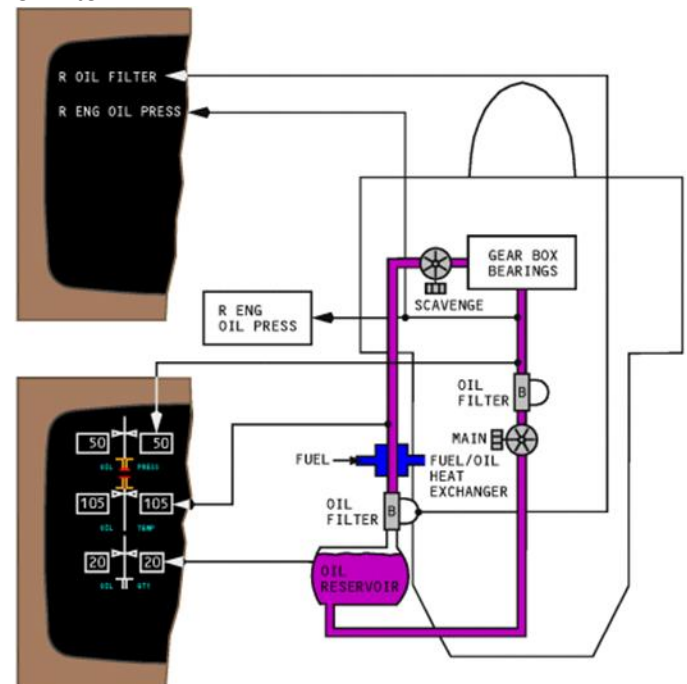 R OIL FILTER
R ENG OIL PRESS
GEAR BOX
BEARINGS
SCAVENGE
R ENG
OIL PRESS
OIL
FILTER
B
MAIN
50
50
OIL PRESS
FUEL
FUEL/OIL
HEAT
EXCHANGER
105
105
OIL TEMP
OIL
FILTER
B
20
20
OIL QTY
OIL
RESERVOIR